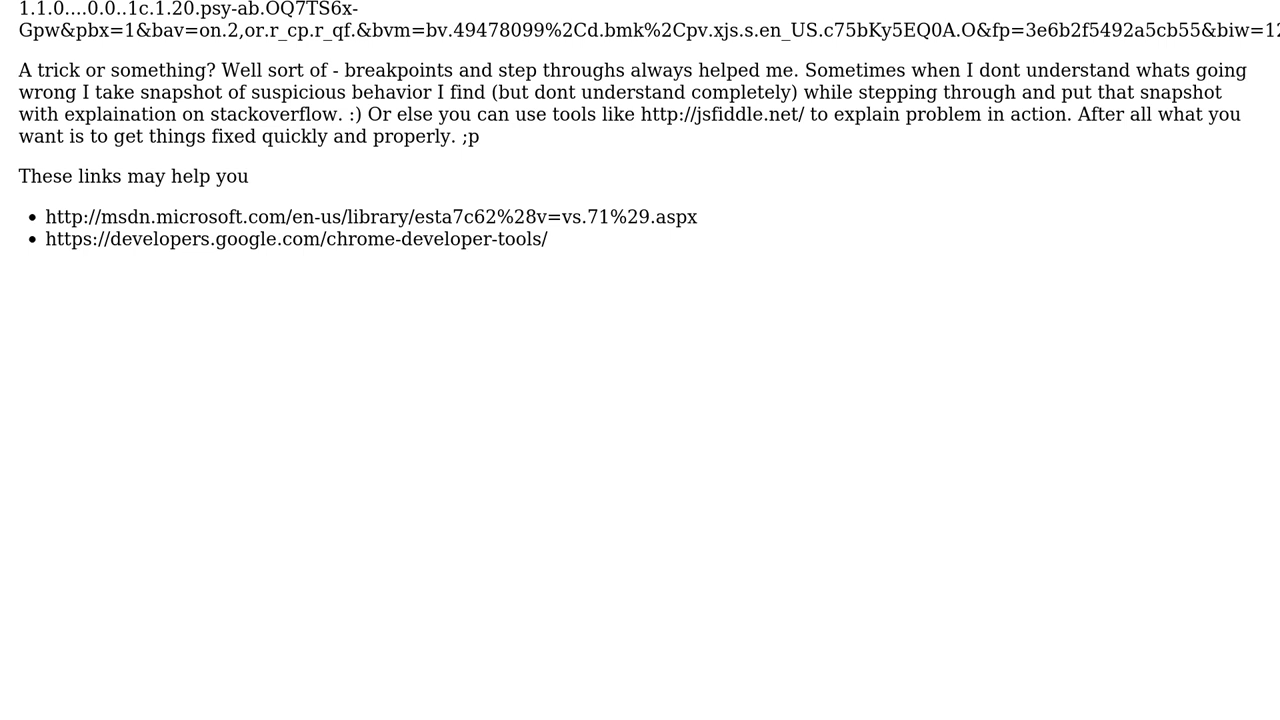 1.1.0....0.0..1c.1.20.psy-ab.OQ7TS6x-
Gpw&pbx=1&bav=on.2,or.r_cp.r_qf.&bvm=bv.49478099%2Cd.bmk%2Cpv.xjs.s.en_US.c75bKy5EQ0A.O&fp=3e6b2f5492a5cb55&biw=12
A trick or something? Well sort of - breakpoints and step throughs always helped me. Sometimes when I dont understand whats going
wrong I take snapshot of suspicious behavior I find (but dont understand completely) while stepping through and put that snapshot
with explaination on stackoverflow. :) Or else you can use tools like http://jsfiddle.net/ to explain problem in action. After all what you
want is to get things fixed quickly and properly. ;p
These links may help you
• http://msdn.microsoft.com/en-us/library/esta7c62%28v=vs.71%29.aspx
• https://developers.google.com/chrome-developer-tools/